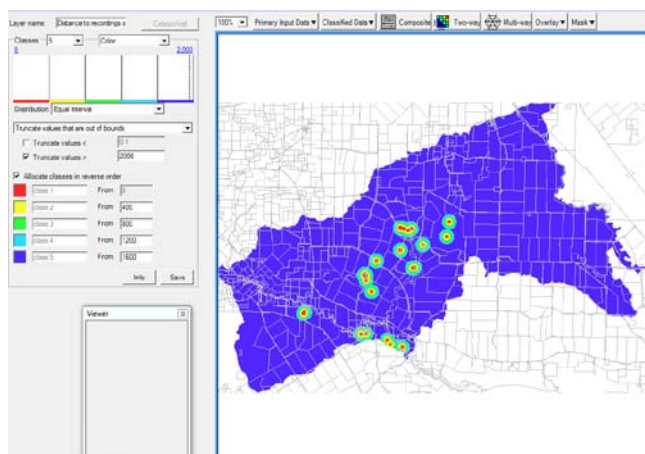 Layer name: Distance to recordings o Categorical
100% Primary Input Data Classified Data Composite Two-way Multi-way Overlay Mask
Classes 5 Color
0 2,000
Distribution: Equal Interval
Truncate values that are out of bounds
Truncate values < 0.1
Truncate values > 2000
Allocate classes in reverse order
class 1 From 0
class 2 From 400
class 3 From 800
class 4 From 1200
class 5 From 1600
Info Save
Viewer